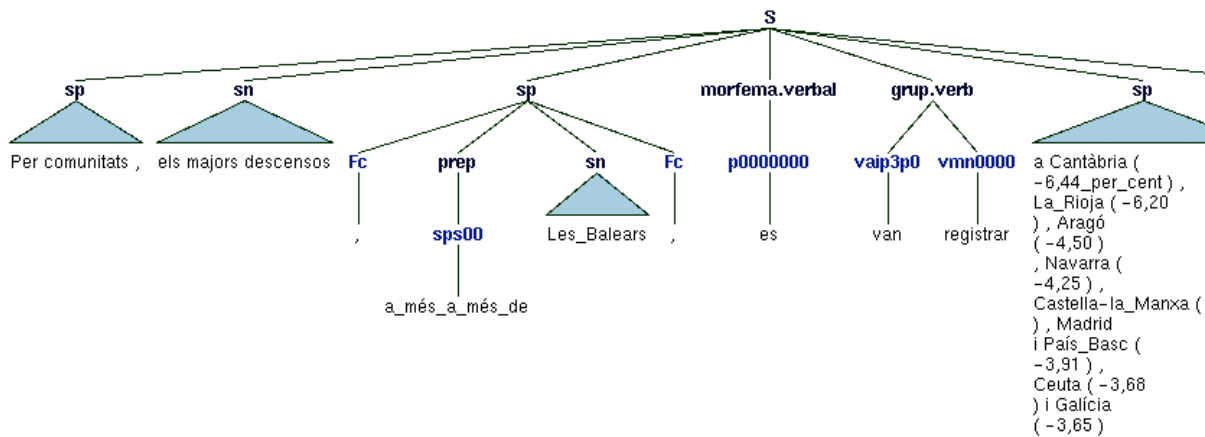 S
sp sn sp morfema.verbal grup.verb sp
Per comunitats , els majors descensos Fc prep sn Fc p0000000 vaip3p0 vmn0000 a Cantàbria (
−6,44_per_cent ) ,
La_Rioja ( −6,20
) , Aragó
( −4,50 )
, Navarra (
−4,25 ) ,
Castella−la_Manxa (
) , Madrid
i País_Basc (
−3,91 ) ,
Ceuta ( −3,68
) i Galícia
( −3,65 )
, sps00 Les_Balears , es van registrar
a_més_a_més_de